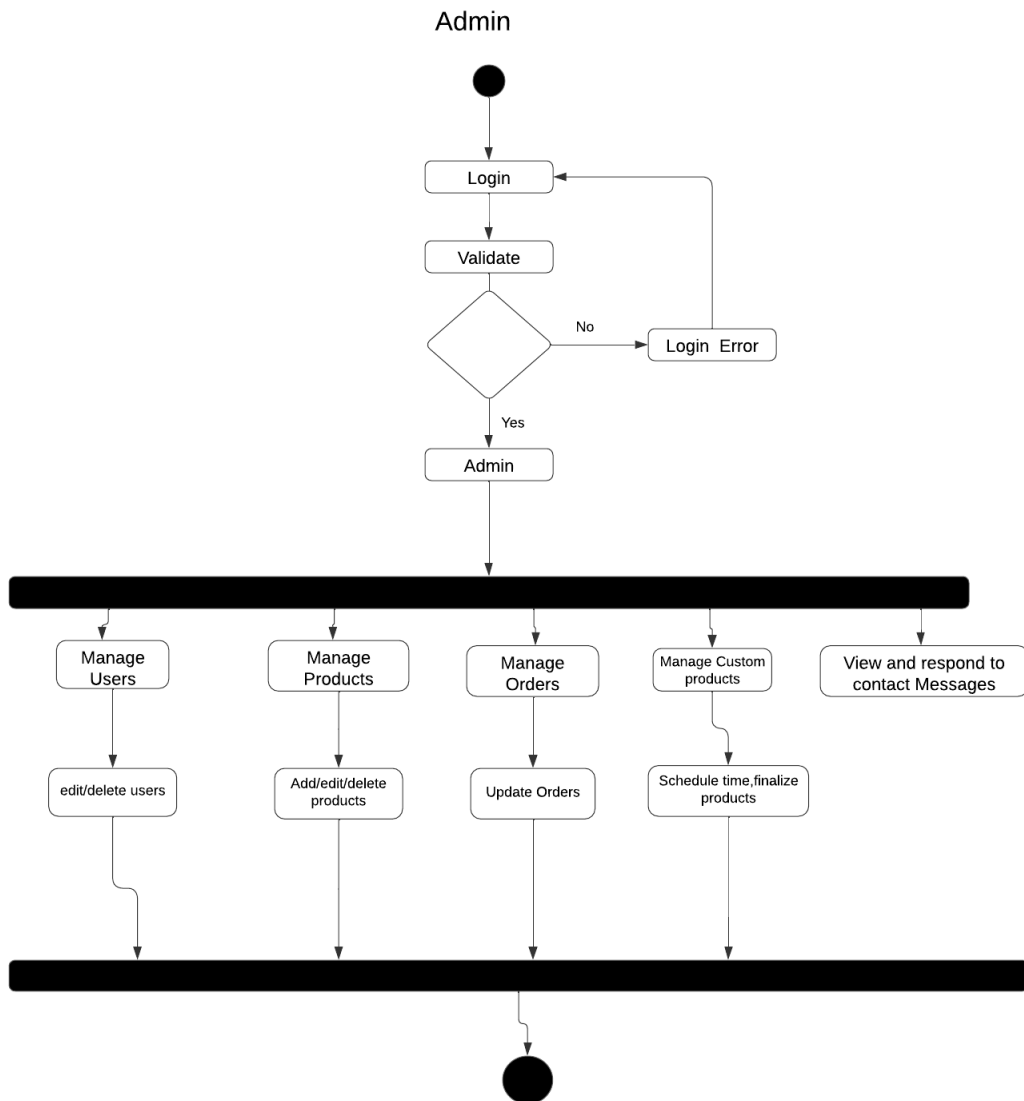 Admin
Login
Validate
No
Login  Error
Yes
Admin
Manage
Users
Manage
Products
Manage
Orders
Manage Custom
products
View and respond to
contact Messages
edit/delete users
Add/edit/delete
products
Update Orders
Schedule time,finalize
products